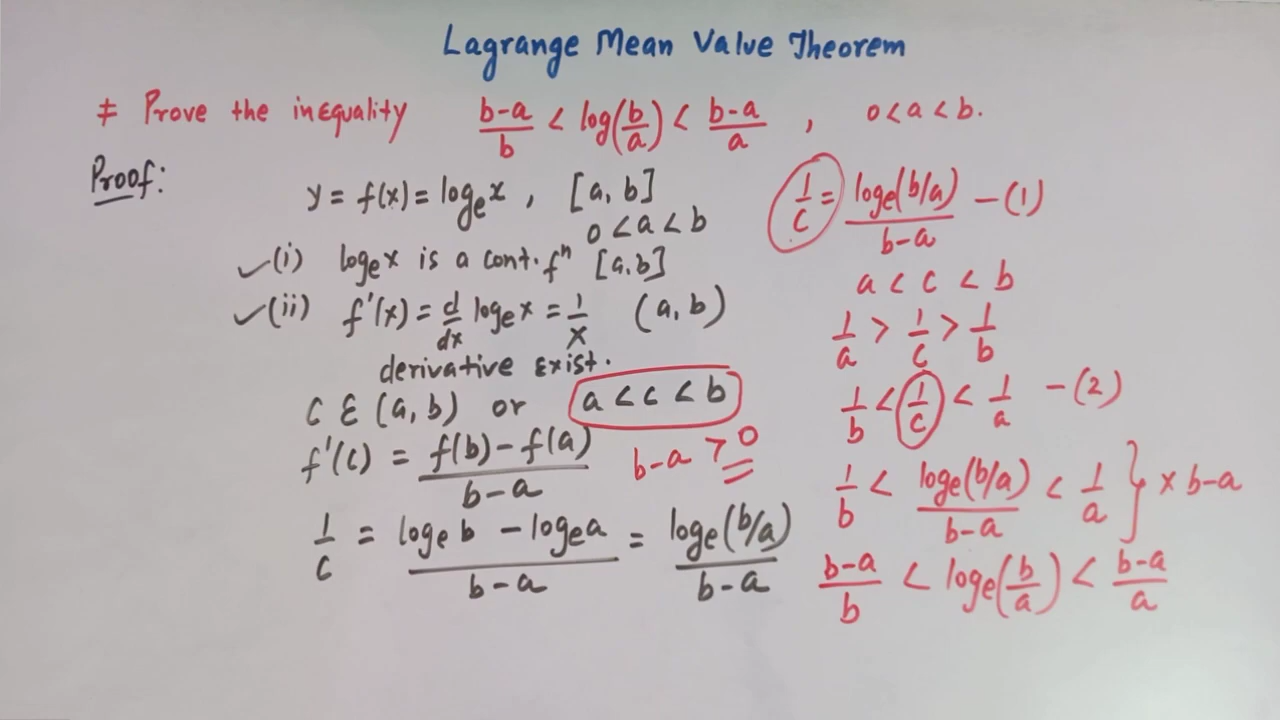 Lagrange Mean Value Theorem
# Prove the inequality (b-a)/b < log(b/a) < (b-a)/a , 0 < a < b.
Proof:
y = f(x) = logₑx , [a, b]
0 < a < b
✓(i) logₑx is a cont. fⁿ [a,b]
✓(ii) f'(x) = d/dx logₑx = 1/x (a, b)
derivative exist.
C ε (a, b) or a < c < b
f'(c) = (f(b) - f(a))/(b-a) b-a > 0
1/c = (logₑ b - logₑa)/(b-a) = logₑ(b/a)/(b-a)
1/c = logₑ(b/a)/(b-a) - (1)
a < c < b
1/a > 1/c > 1/b
1/b < 1/c < 1/a - (2)
1/b < logₑ(b/a)/(b-a) < 1/a } × b-a
(b-a)/b < logₑ(b/a) < (b-a)/a